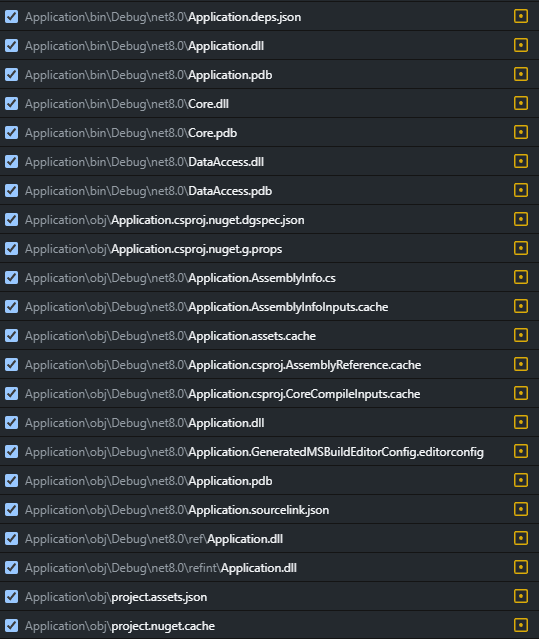 Application\bin\Debug\net8.0\Application.deps.json
Application\bin\Debug\net8.0\Application.dll
Application\bin\Debug\net8.0\Application.pdb
Application\bin\Debug\net8.0\Core.dll
Application\bin\Debug\net8.0\Core.pdb
Application\bin\Debug\net8.0\DataAccess.dll
Application\bin\Debug\net8.0\DataAccess.pdb
Application\obj\Application.csproj.nuget.dgspec.json
Application\obj\Application.csproj.nuget.g.props
Application\obj\Debug\net8.0\Application.AssemblyInfo.cs
Application\obj\Debug\net8.0\Application.AssemblyInfoInputs.cache
Application\obj\Debug\net8.0\Application.assets.cache
Application\obj\Debug\net8.0\Application.csproj.AssemblyReference.cache
Application\obj\Debug\net8.0\Application.csproj.CoreCompileInputs.cache
Application\obj\Debug\net8.0\Application.dll
Application\obj\Debug\net8.0\Application.GeneratedMSBuildEditorConfig.editorconfig
Application\obj\Debug\net8.0\Application.pdb
Application\obj\Debug\net8.0\Application.sourcelink.json
Application\obj\Debug\net8.0\ref\Application.dll
Application\obj\Debug\net8.0\refint\Application.dll
Application\obj\project.assets.json
Application\obj\project.nuget.cache